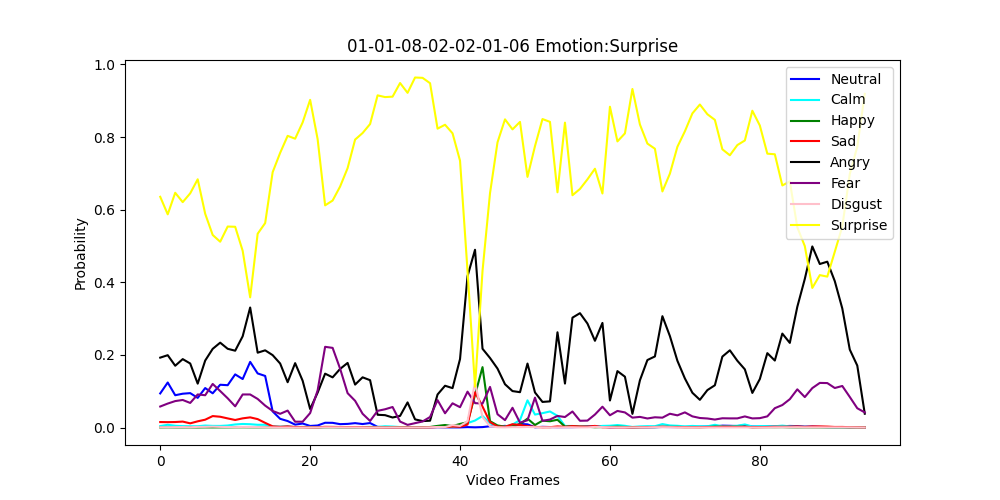 01-01-08-02-02-01-06 Emotion:Surprise
1.0
0.8
0.6
0.4
0.2
0.0
Probability
0
20
40
60
80
Video Frames
Neutral
Calm
Happy
Sad
Angry
Fear
Disgust
Surprise